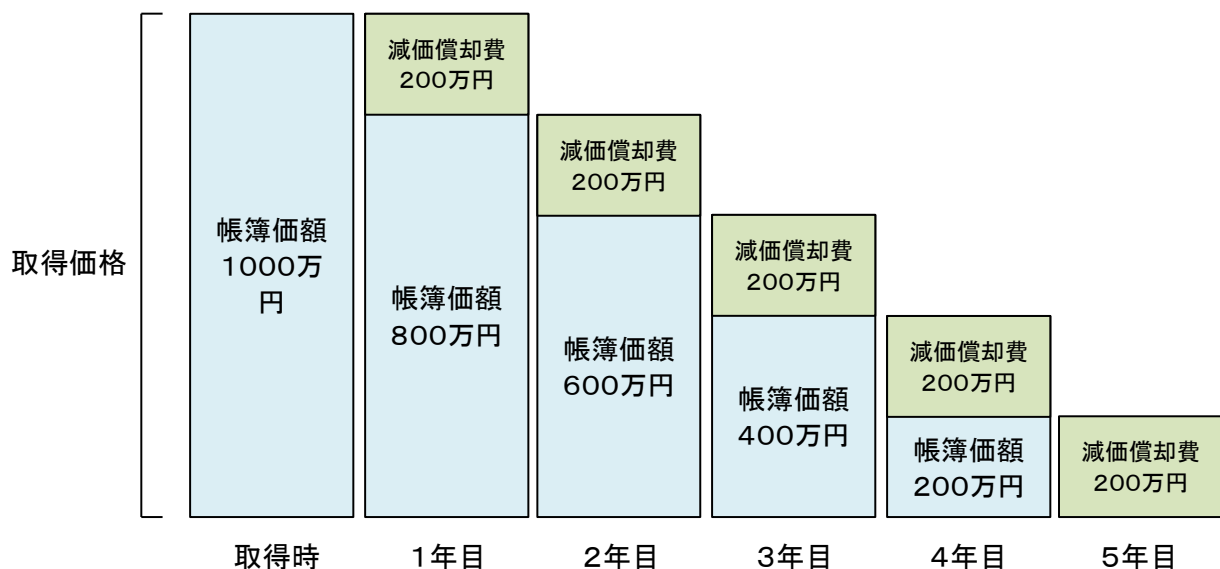 取得価格
帳簿価額
1000万
円
減価償却費
200万円
帳簿価額
800万円
減価償却費
200万円
帳簿価額
600万円
減価償却費
200万円
帳簿価額
400万円
減価償却費
200万円
帳簿価額
200万円
減価償却費
200万円
取得時
1年目
2年目
3年目
4年目
5年目